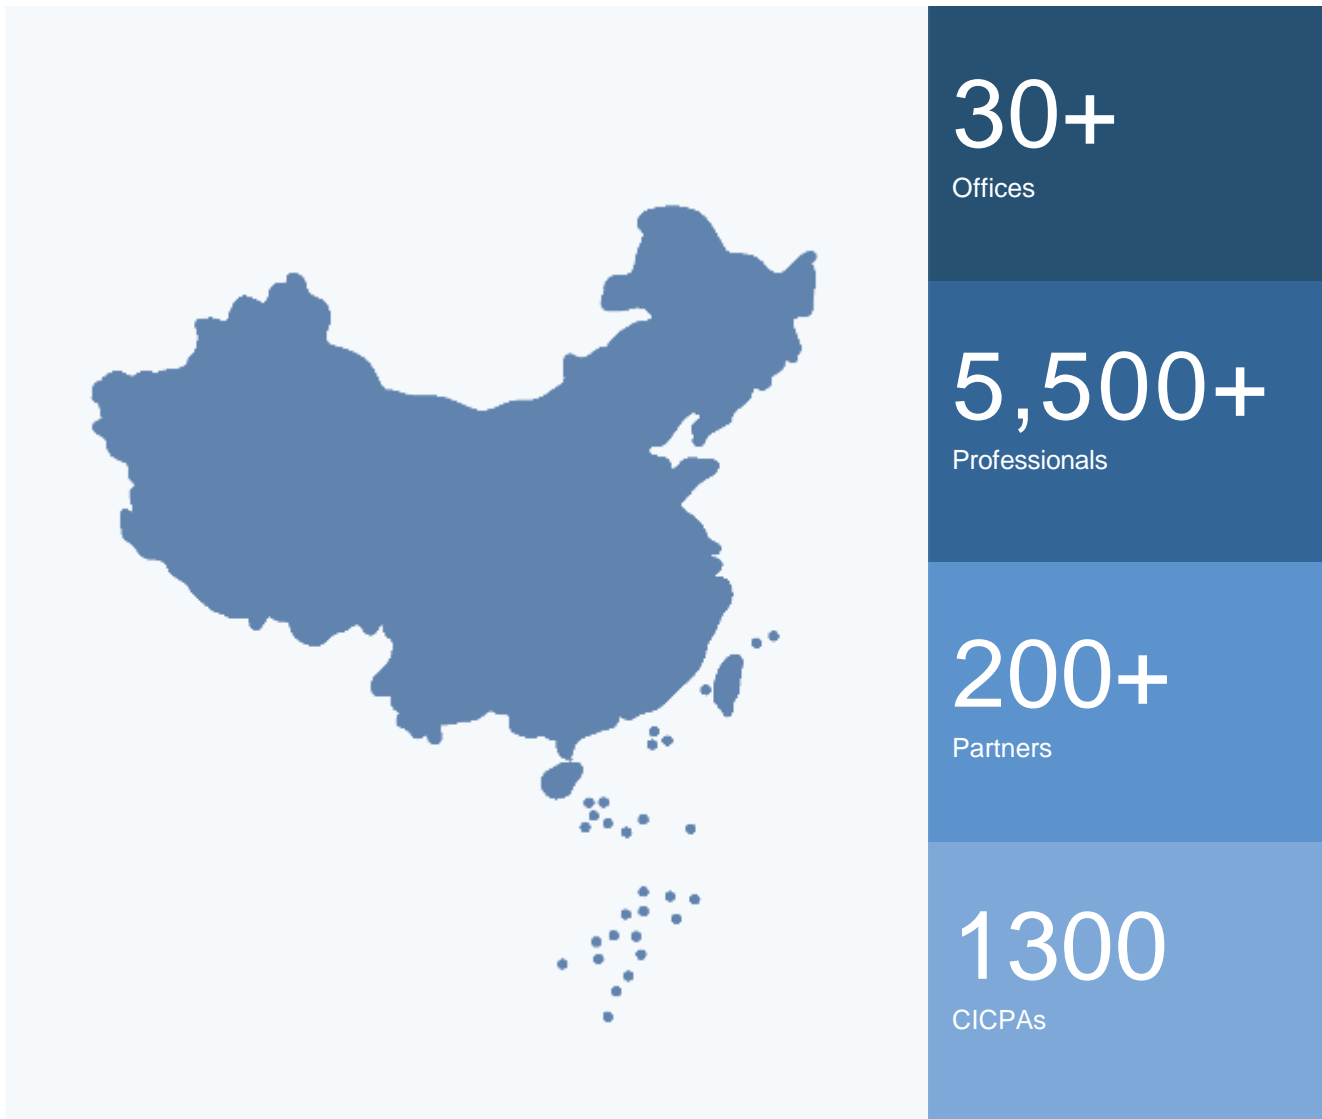 30+
Offices
5,500+
Professionals
200+
Partners
1300
CICPAs